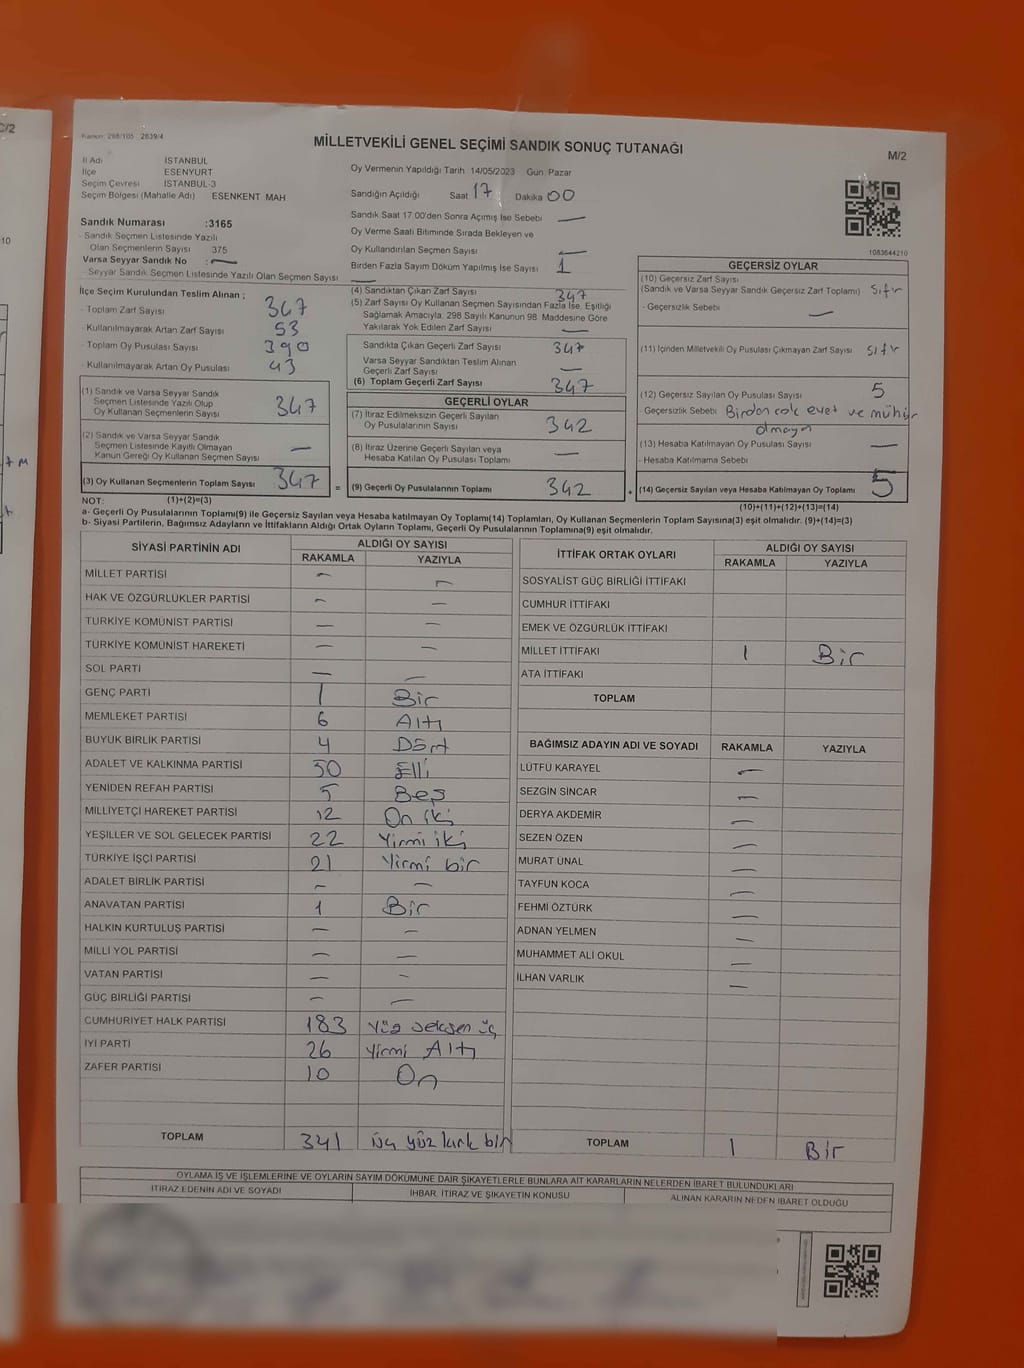 C/2
Kanun: 298/105 2839/4
MİLLETVEKİLİ GENEL SEÇİMİ SANDIK SONUÇ TUTANAĞI
M/2
İl Adı İSTANBUL
İlçe ESENYURT
Seçim Çevresi İSTANBUL-3
Seçim Bölgesi (Mahalle Adı) ESENKENT MAH
Sandık Numarası :3165
- Sandık Seçmen Listesinde Yazılı
Olan Seçmenlerin Sayısı 375
Varsa Seyyar Sandık No : —
- Seyyar Sandık Seçmen Listesinde Yazılı Olan Seçmen Sayısı —
Oy Vermenin Yapıldığı Tarih 14/05/2023 Gün: Pazar
Sandığın Açıldığı Saat 17 Dakika 00
Sandık Saat 17:00'den Sonra Açımış İse Sebebi —
Oy Verme Saati Bitiminde Sırada Bekleyen ve
Oy Kullandırılan Seçmen Sayısı —
Birden Fazla Sayım Döküm Yapılmış İse Sayısı 1
1083644210
İlçe Seçim Kurulundan Teslim Alınan ;
- Toplam Zarf Sayısı 367
- Kullanılmayarak Artan Zarf Sayısı 53
- Toplam Oy Pusulası Sayısı 390
- Kullanılmayarak Artan Oy Pusulası 43
(1) Sandık ve Varsa Seyyar Sandık
Seçmen Listesinde Yazılı Olup
Oy Kullanan Seçmenlerin Sayısı 347
(2) Sandık ve Varsa Seyyar Sandık
Seçmen Listesinde Kayıtlı Olmayan
Kanun Gereği Oy Kullanan Seçmen Sayısı —
(3) Oy Kullanan Seçmenlerin Toplam Sayısı 347
(4) Sandıktan Çıkan Zarf Sayısı 347
(5) Zarf Sayısı Oy Kullanan Seçmen Sayısından Fazla İse, Eşitliği
Sağlamak Amacıyla, 298 Sayılı Kanunun 98. Maddesine Göre
Yakılarak Yok Edilen Zarf Sayısı —
Sandıkta Çıkan Geçerli Zarf Sayısı 347
Varsa Seyyar Sandıktan Teslim Alınan
Geçerli Zarf Sayısı —
(6) Toplam Geçerli Zarf Sayısı 347
GEÇERLİ OYLAR
(7) İtiraz Edilmeksizin Geçerli Sayılan
Oy Pusulalarının Sayısı 342
(8) İtiraz Üzerine Geçerli Sayılan veya
Hesaba Katılan Oy Pusulası Toplamı —
= (9) Geçerli Oy Pusulalarının Toplamı 342
GEÇERSİZ OYLAR
(10) Geçersiz Zarf Sayısı
(Sandık ve Varsa Seyyar Sandık Geçersiz Zarf Toplamı) Sıfır
- Geçersizlik Sebebi —
(11) İçinden Milletvekili Oy Pusulası Çıkmayan Zarf Sayısı sıfır
(12) Geçersiz Sayılan Oy Pusulası Sayısı 5
- Geçersizlik Sebebi Birden çok evet ve mühür
olmayan
(13) Hesaba Katılmayan Oy Pusulası Sayısı —
- Hesaba Katılmama Sebebi
+ (14) Geçersiz Sayılan veya Hesaba Katılmayan Oy Toplamı 5
NOT: (1)+(2)=(3) (10)+(11)+(12)+(13)=(14)
a- Geçerli Oy Pusulalarının Toplamı(9) ile Geçersiz Sayılan veya Hesaba katılmayan Oy Toplamı(14) Toplamları, Oy Kullanan Seçmenlerin Toplam Sayısına(3) eşit olmalıdır. (9)+(14)=(3)
b- Siyasi Partilerin, Bağımsız Adayların ve İttifakların Aldığı Ortak Oyların Toplamı, Geçerli Oy Pusulalarının Toplamına(9) eşit olmalıdır.
SİYASİ PARTİNİN ADI ALDIĞI OY SAYISI
RAKAMLA YAZIYLA
MİLLET PARTİSİ — —
HAK VE ÖZGÜRLÜKLER PARTİSİ — —
TÜRKİYE KOMÜNİST PARTİSİ — —
TÜRKİYE KOMÜNİST HAREKETİ — —
SOL PARTİ — —
GENÇ PARTİ 1 Bir
MEMLEKET PARTİSİ 6 Altı
BÜYÜK BİRLİK PARTİSİ 4 Dört
ADALET VE KALKINMA PARTİSİ 50 Elli
YENİDEN REFAH PARTİSİ 5 Beş
MİLLİYETÇİ HAREKET PARTİSİ 12 On iki
YEŞİLLER VE SOL GELECEK PARTİSİ 22 Yirmi iki
TÜRKİYE İŞÇİ PARTİSİ 21 Yirmi bir
ADALET BİRLİK PARTİSİ — —
ANAVATAN PARTİSİ 1 Bir
HALKIN KURTULUŞ PARTİSİ — —
MİLLİ YOL PARTİSİ — —
VATAN PARTİSİ — —
GÜÇ BİRLİĞİ PARTİSİ — —
CUMHURİYET HALK PARTİSİ 183 Yüz seksen üç
İYİ PARTİ 26 Yirmi Altı
ZAFER PARTİSİ 10 On
TOPLAM 341 üç yüz kırk bir
İTTİFAK ORTAK OYLARI ALDIĞI OY SAYISI
RAKAMLA YAZIYLA
SOSYALİST GÜÇ BİRLİĞİ İTTİFAKI
CUMHUR İTTİFAKI
EMEK VE ÖZGÜRLÜK İTTİFAKI
MİLLET İTTİFAKI 1 Bir
ATA İTTİFAKI
TOPLAM
BAĞIMSIZ ADAYIN ADI VE SOYADI RAKAMLA YAZIYLA
LÜTFÜ KARAYEL —
SEZGİN SİNCAR —
DERYA AKDEMİR —
SEZEN ÖZEN —
MURAT ÜNAL —
TAYFUN KOCA —
FEHMİ ÖZTÜRK —
ADNAN YELMEN —
MUHAMMET ALİ OKUL —
İLHAN VARLIK —
TOPLAM 1 Bir
OYLAMA İŞ VE İŞLEMLERİNE VE OYLARIN SAYIM DÖKÜMÜNE DAİR ŞİKAYETLERLE BUNLARA AİT KARARLARIN NELERDEN İBARET BULUNDUKLARI
İTİRAZ EDENİN ADI VE SOYADI İHBAR, İTİRAZ VE ŞİKAYETİN KONUSU ALINAN KARARIN NEDEN İBARET OLDUĞU